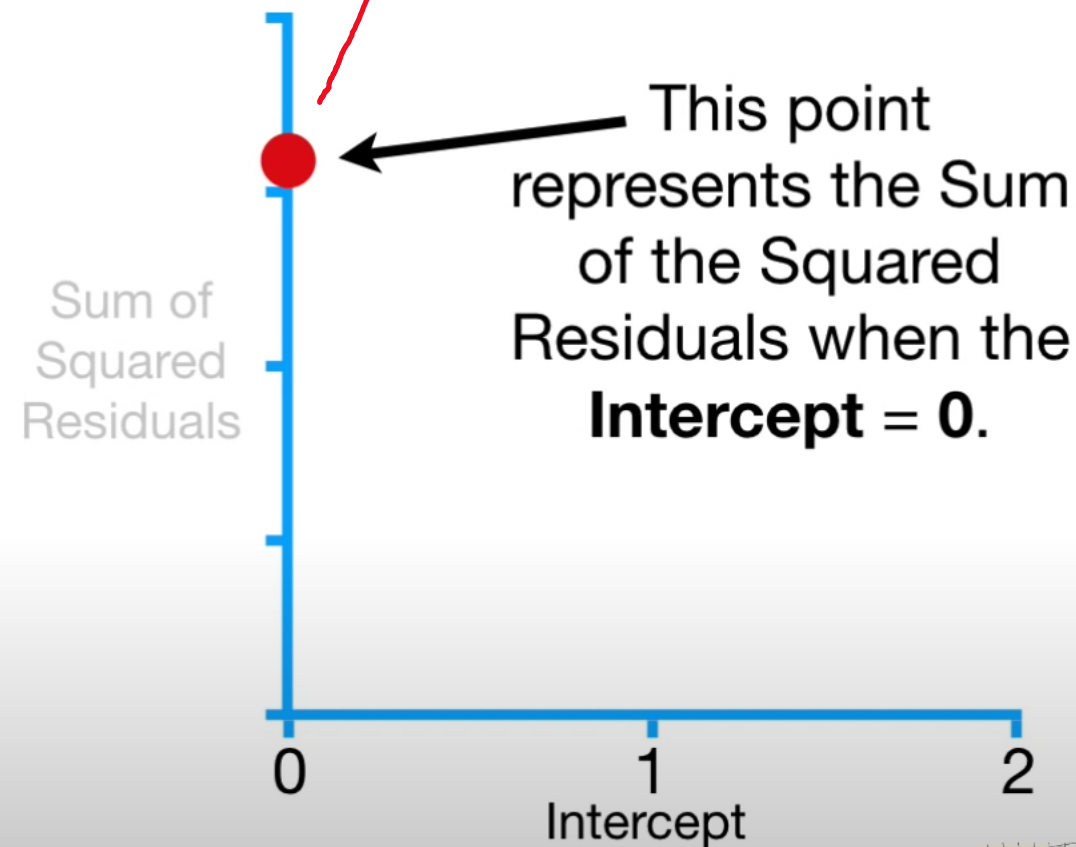 This point
represents the Sum
of the Squared
Residuals when the
Intercept = 0.
Sum of
Squared
Residuals
0 1 2
Intercept